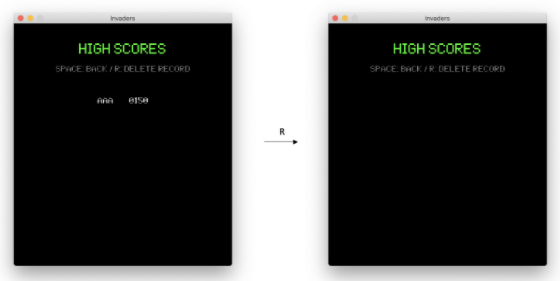 Invaders
HIGH SCORES
SPACE: BACK / R: DELETE RECORD
AAA 0150
R
Invaders
HIGH SCORES
SPACE: BACK / R: DELETE RECORD